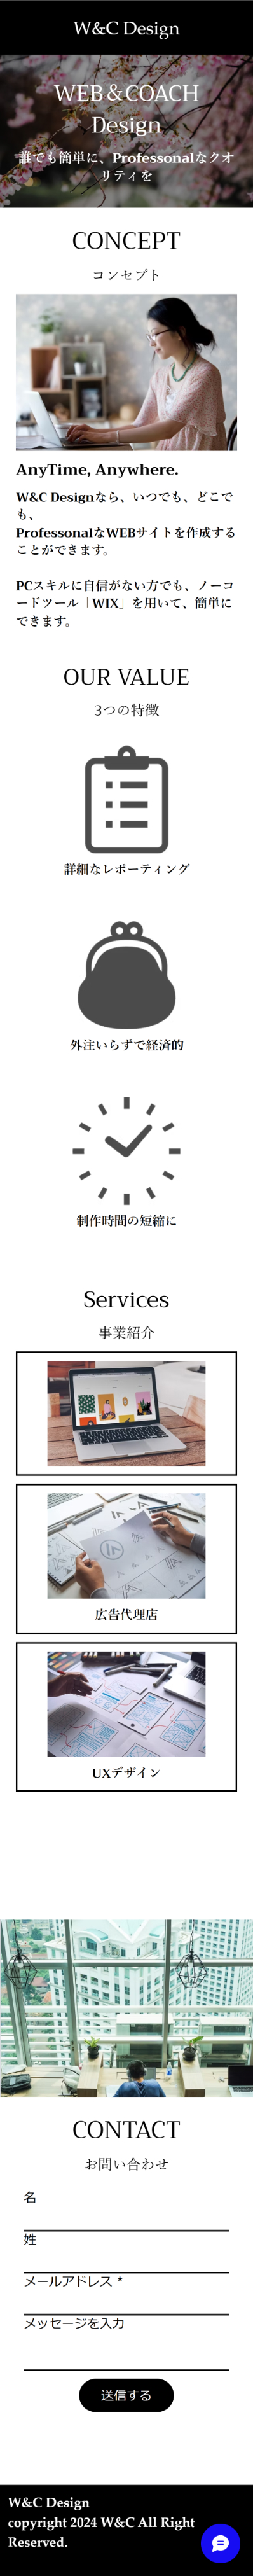 W&C Design
WEB＆COACH
Design
誰でも簡単に、Professonalなクオ
リティを
CONCEPT
コンセプト
AnyTime, Anywhere.
W&C Designなら、いつでも、どこで
も、
ProfessonalなWEBサイトを作成する
ことができます。
PCスキルに自信がない方でも、ノーコ
ードツール「WIX」を用いて、簡単に
できます。
OUR VALUE
3つの特徴
詳細なレポーティング
外注いらずで経済的
制作時間の短縮に
Services
事業紹介
広告代理店
UXデザイン
CONTACT
お問い合わせ
名
姓
メールアドレス *
メッセージを入力
送信する
W&C Design
copyright 2024 W&C All Right
Reserved.